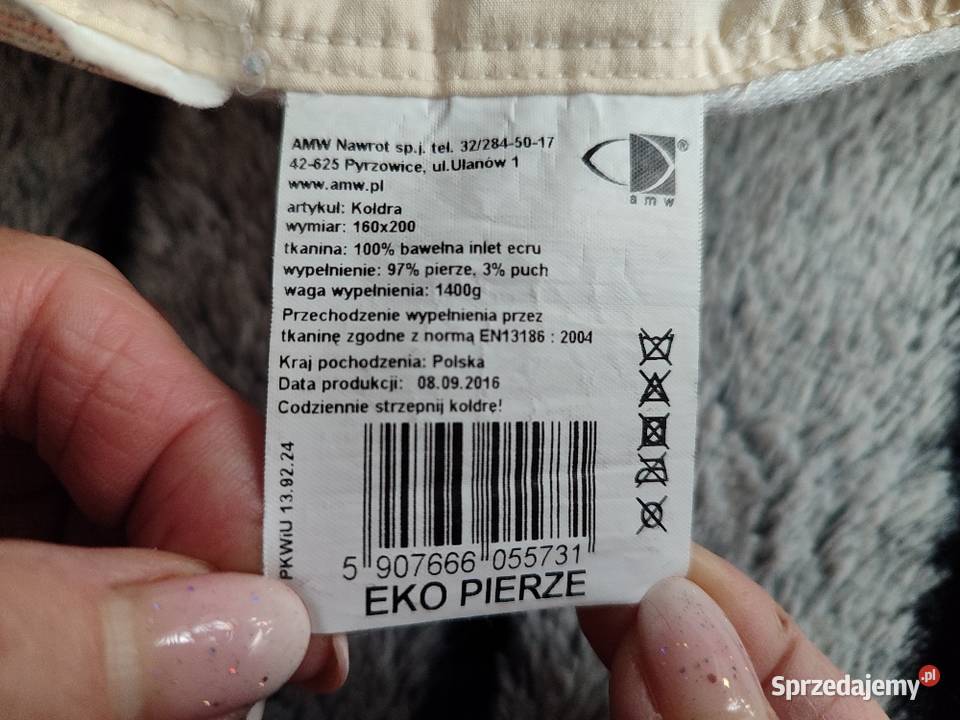 AMW Nawrot sp.j. tel. 32/284-50-17
42-625 Pyrzowice, ul.Ulanów 1
www.amw.pl
amw
®
artykuł: Kołdra
wymiar: 160x200
tkanina: 100% bawełna inlet ecru
wypełnienie: 97% pierze, 3% puch
waga wypełnienia: 1400g
Przechodzenie wypełnienia przez
tkaninę zgodne z normą EN13186 : 2004
Kraj pochodzenia: Polska
Data produkcji: 08.09.2016
Codziennie strzepnij kołdrę!
PKWiU 13.92.24
5 907666 055731
EKO PIERZE
Sprzedajemy.pl